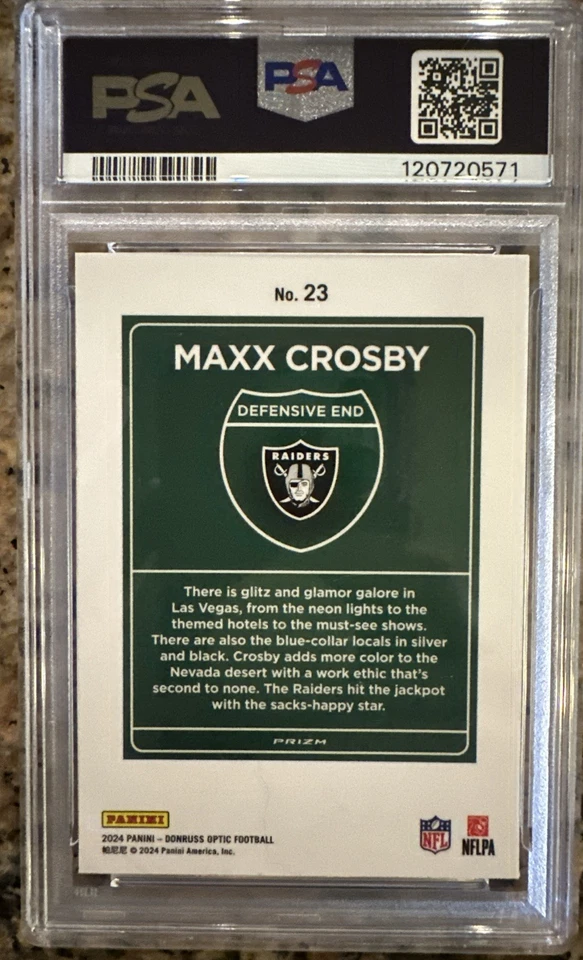 PSA
PSA
120720571
No. 23
MAXX CROSBY
DEFENSIVE END
RAIDERS
There is glitz and glamor galore in
Las Vegas, from the neon lights to the
themed hotels to the must-see shows.
There are also the blue-collar locals in silver
and black. Crosby adds more color to the
Nevada desert with a work ethic that's
second to none. The Raiders hit the jackpot
with the sacks-happy star.
PRIZM
PANINI
2024 PANINI – DONRUSS OPTIC FOOTBALL
帕尼尼 © 2024 Panini America, Inc.
NFL
NFLPA